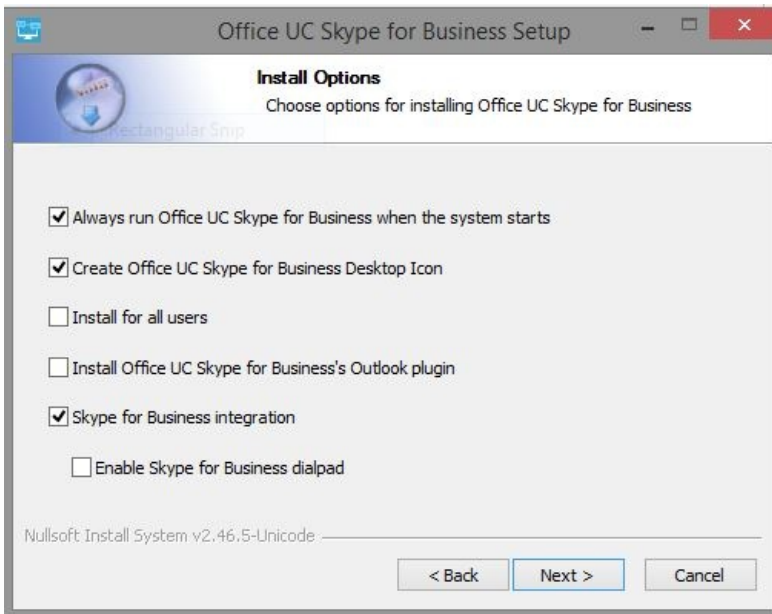 Office UC Skype for Business Setup
Install Options
Choose options for installing Office UC Skype for Business
Rectangular Snip
Always run Office UC Skype for Business when the system starts
Create Office UC Skype for Business Desktop Icon
Install for all users
Install Office UC Skype for Business's Outlook plugin
Skype for Business integration
Enable Skype for Business dialpad
Nullsoft Install System v2.46.5-Unicode
< Back
Next >
Cancel